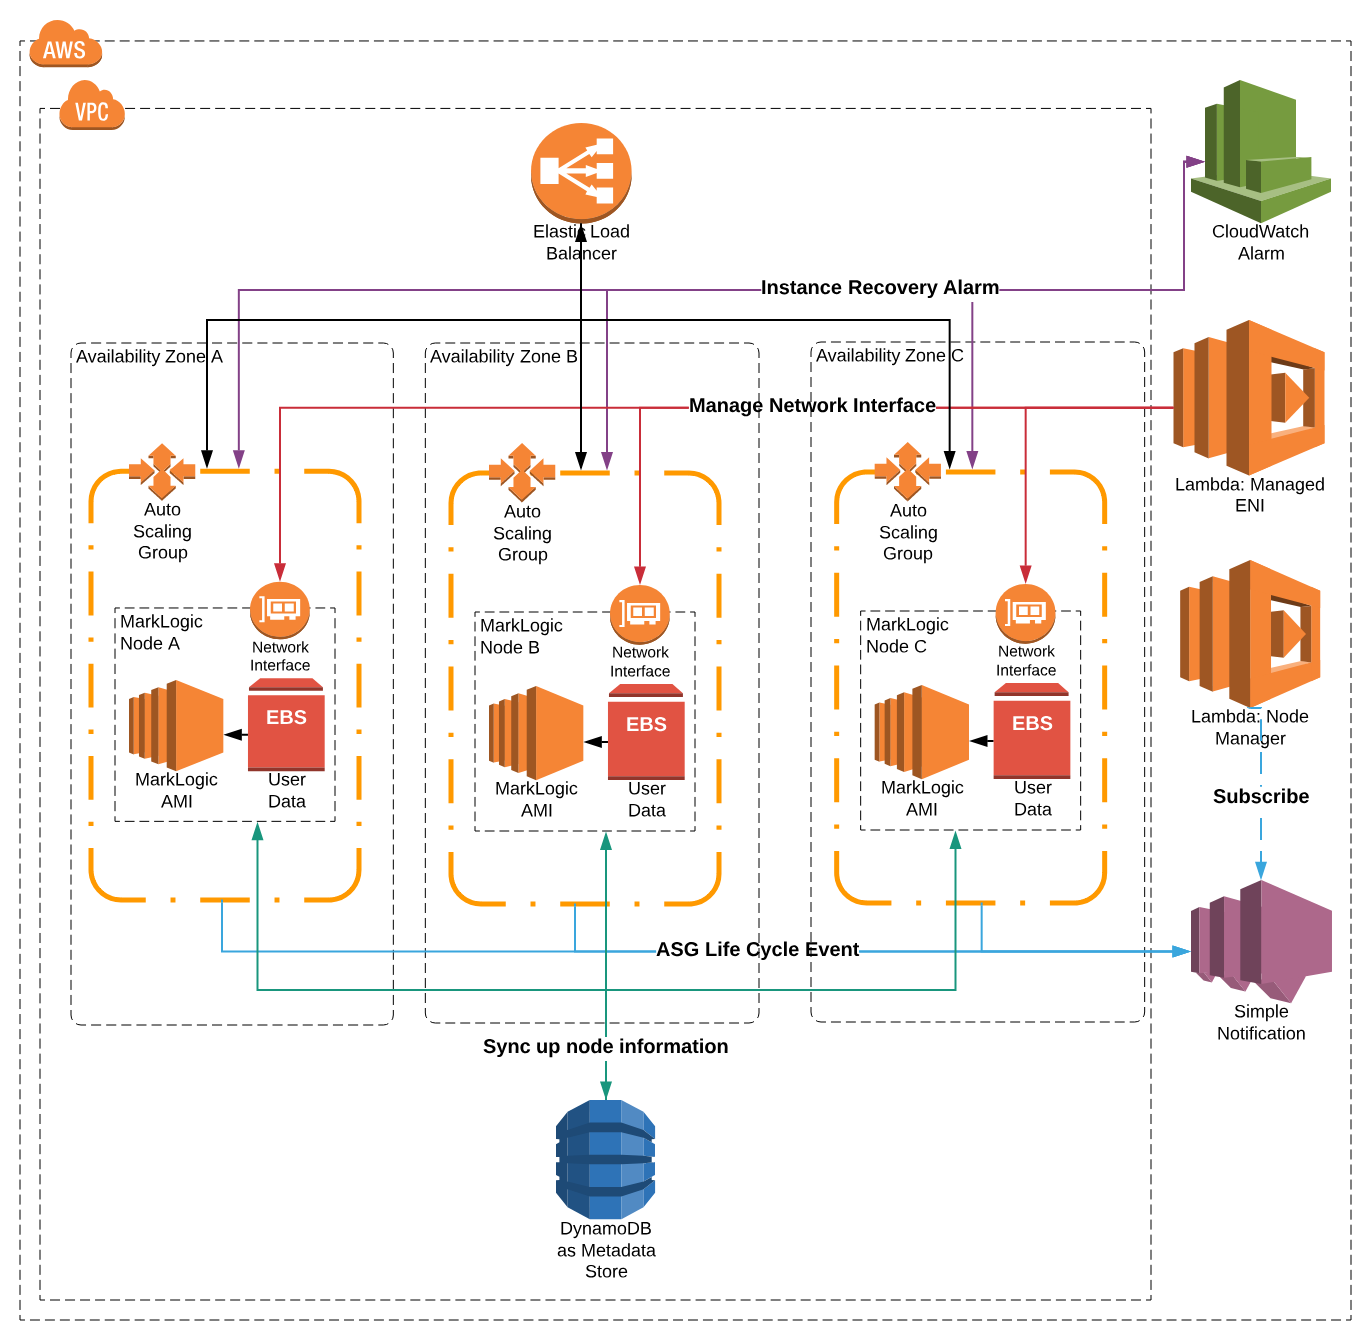 AWS
VPC
Elastic Load
Balancer
CloudWatch
Alarm
Instance Recovery Alarm
Availability Zone A
Availability Zone B
Availability Zone C
Manage Network Interface
Lambda: Managed
ENI
Auto
Scaling
Group
Auto
Scaling
Group
Auto
Scaling
Group
MarkLogic
Node A
Network
Interface
EBS
MarkLogic
AMI
User
Data
MarkLogic
Node B
Network
Interface
EBS
MarkLogic
AMI
User
Data
MarkLogic
Node C
Network
Interface
EBS
MarkLogic
AMI
User
Data
Lambda: Node
Manager
Subscribe
ASG Life Cycle Event
Simple
Notification
Sync up node information
DynamoDB
as Metadata
Store